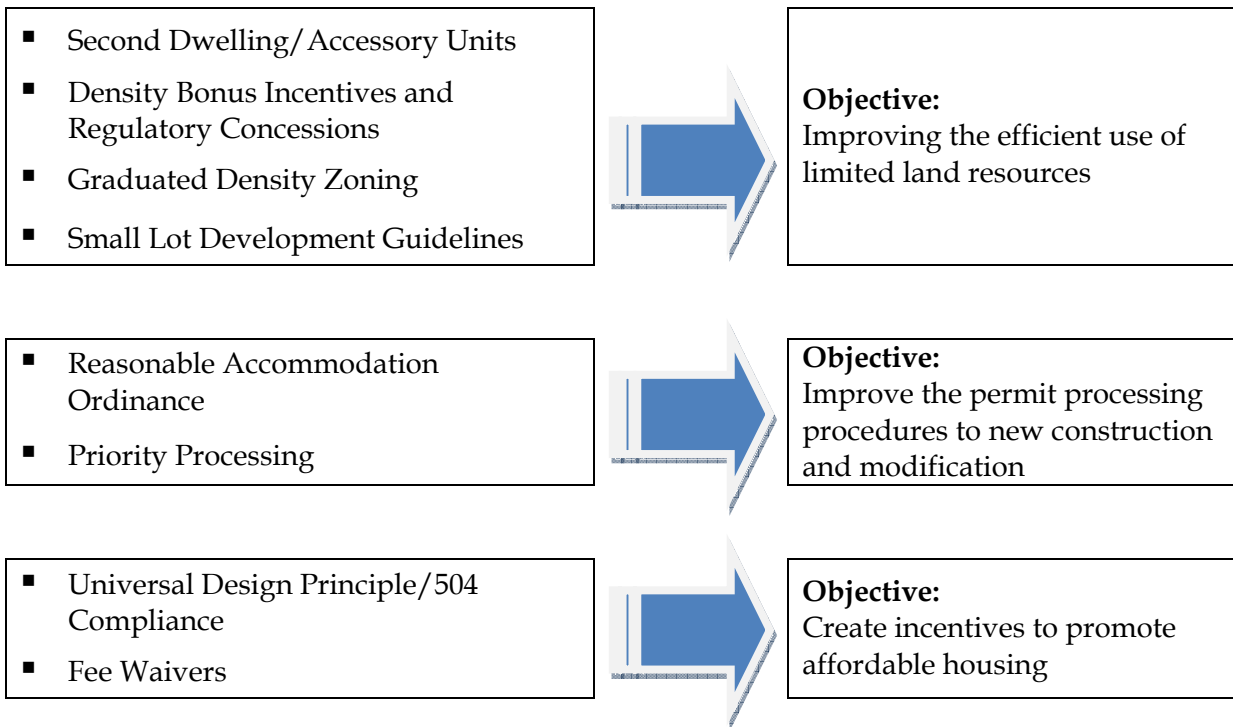 ▪ Second Dwelling/Accessory Units
▪ Density Bonus Incentives and
Regulatory Concessions
▪ Graduated Density Zoning
▪ Small Lot Development Guidelines
Objective:
Improving the efficient use of
limited land resources
▪ Reasonable Accommodation
Ordinance
▪ Priority Processing
Objective:
Improve the permit processing
procedures to new construction
and modification
▪ Universal Design Principle/504
Compliance
▪ Fee Waivers
Objective:
Create incentives to promote
affordable housing